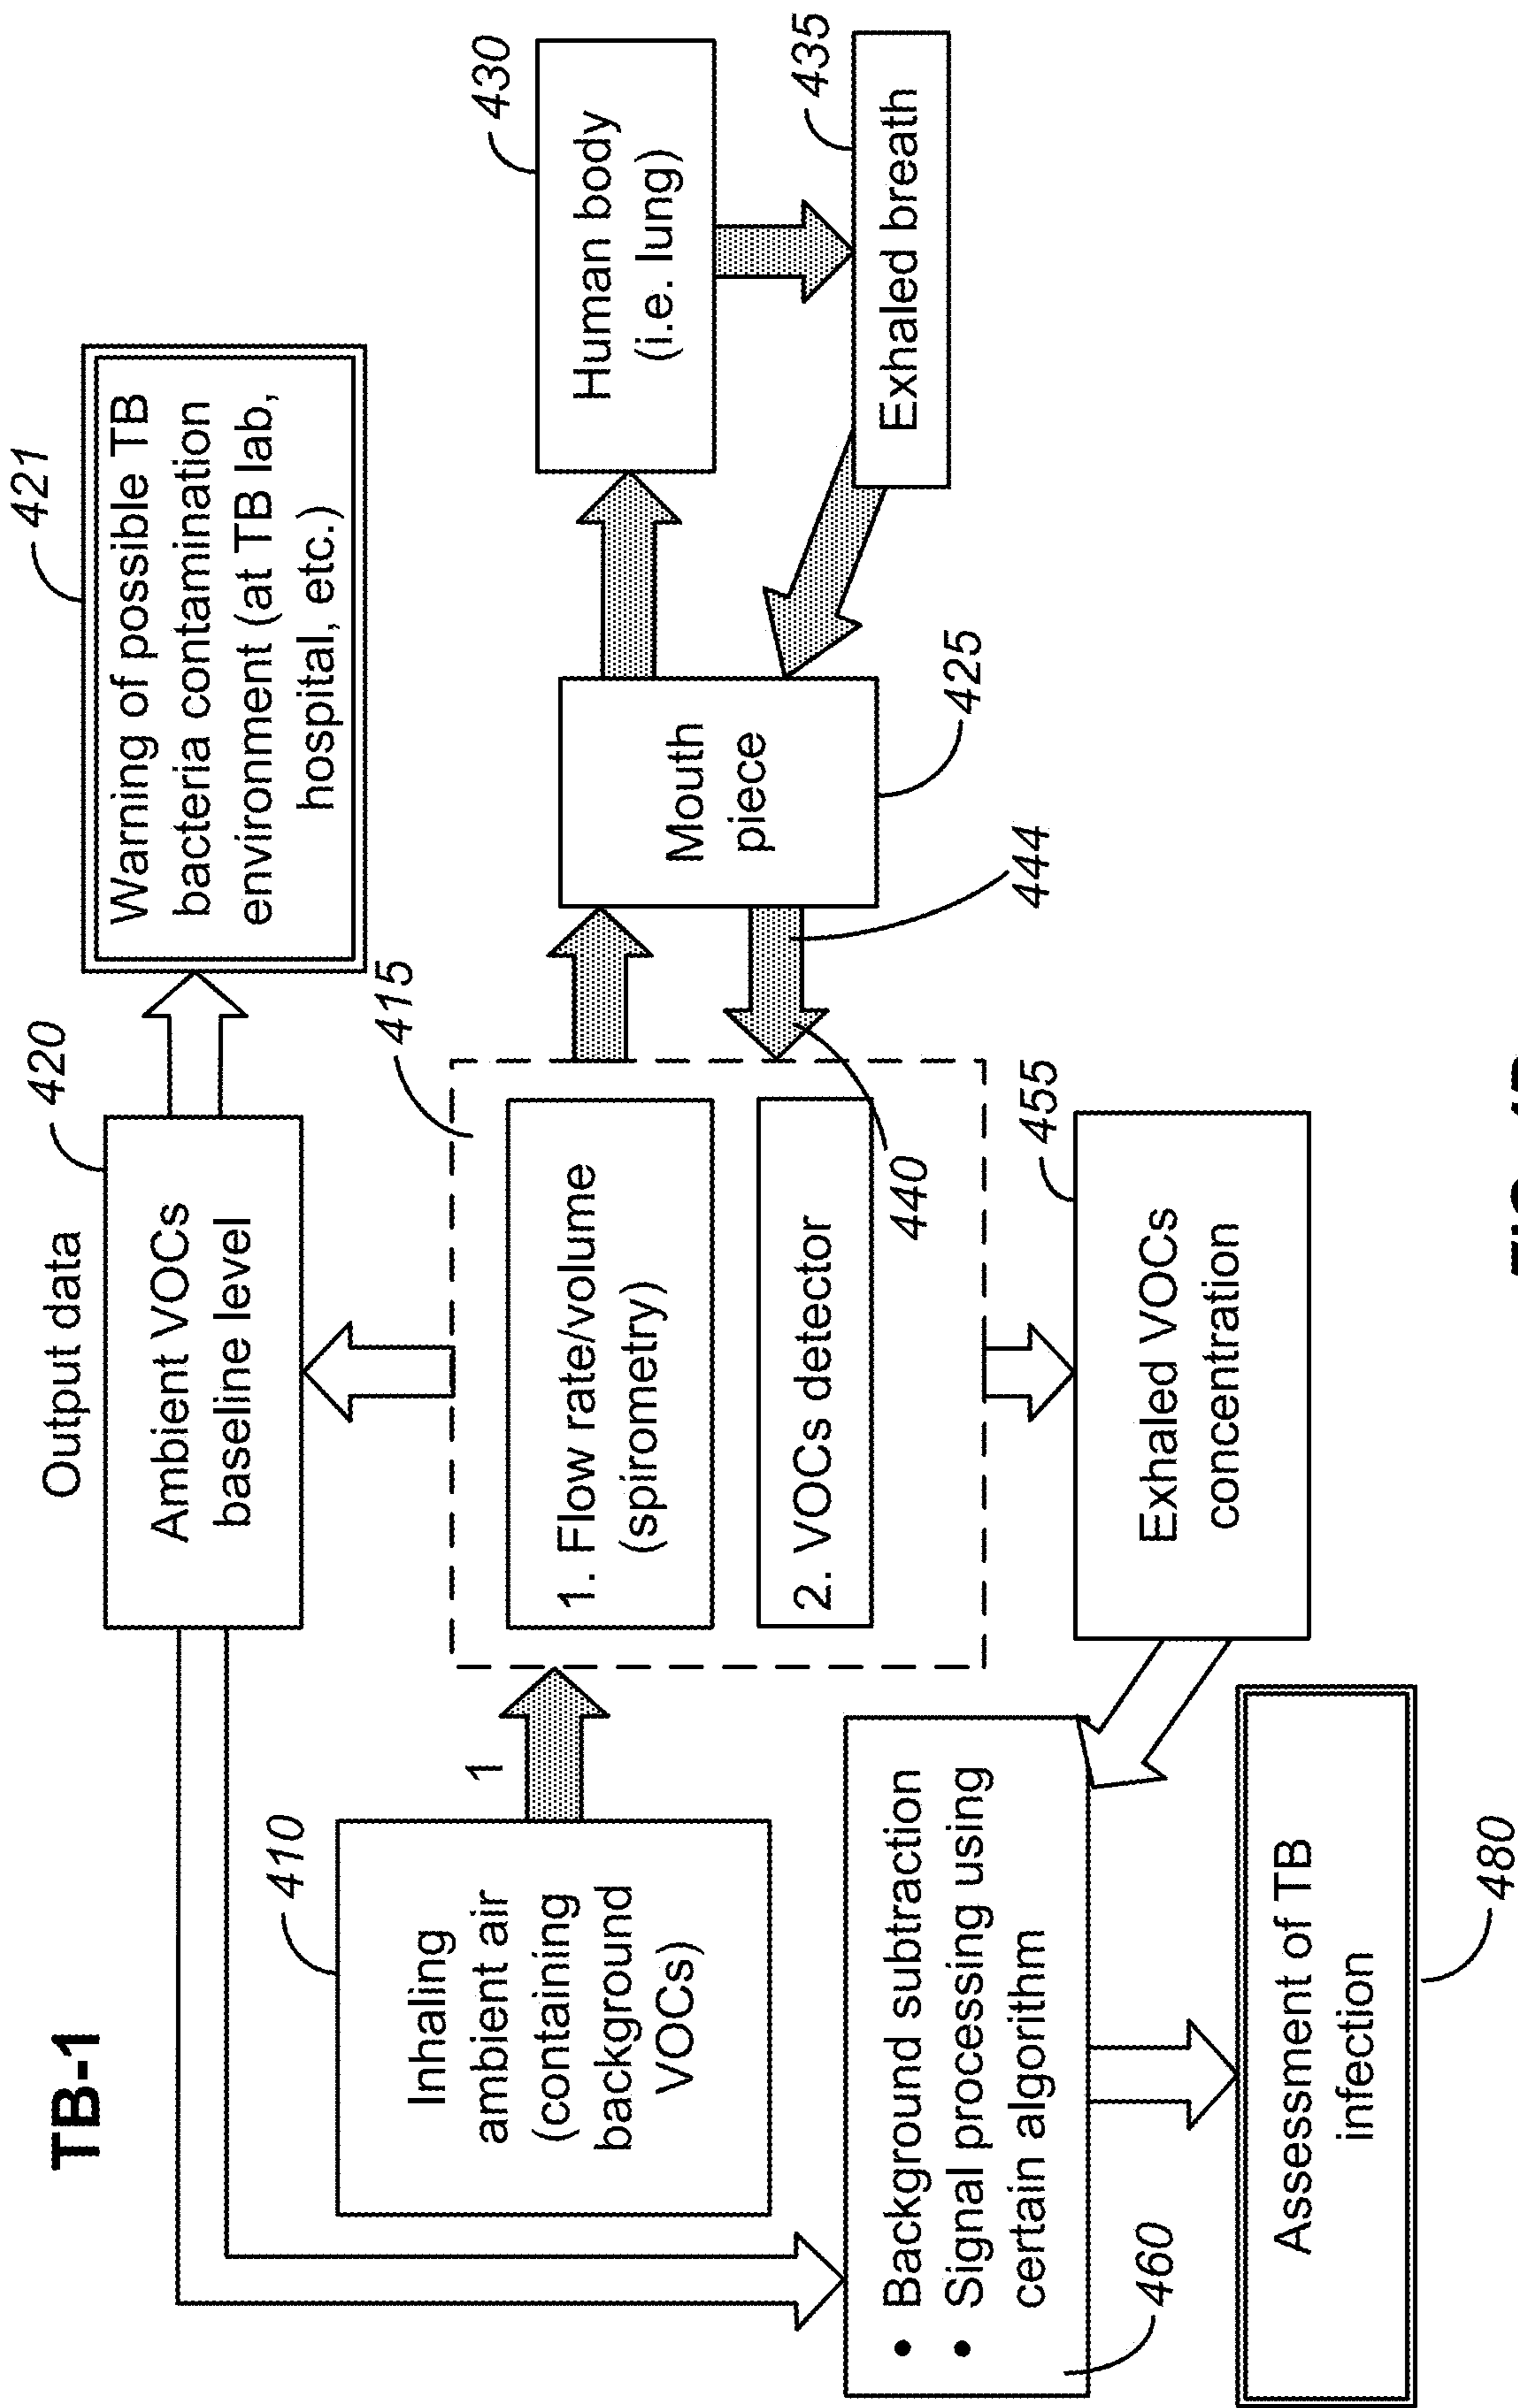 TB-1
Output data
420
Ambient VOCs
baseline level
421
Warning of possible TB
bacteria contamination
environment (at TB lab,
hospital, etc.)
410
Inhaling
ambient air
(containing
background
VOCs)
1
415
1. Flow rate/volume
(spirometry)
2. VOCs detector
440
444
Mouth
piece
425
430
Human body
(i.e. lung)
435
Exhaled breath
455
Exhaled VOCs
concentration
• Background subtraction
• Signal processing using
certain algorithm
460
Assessment of TB
infection
480